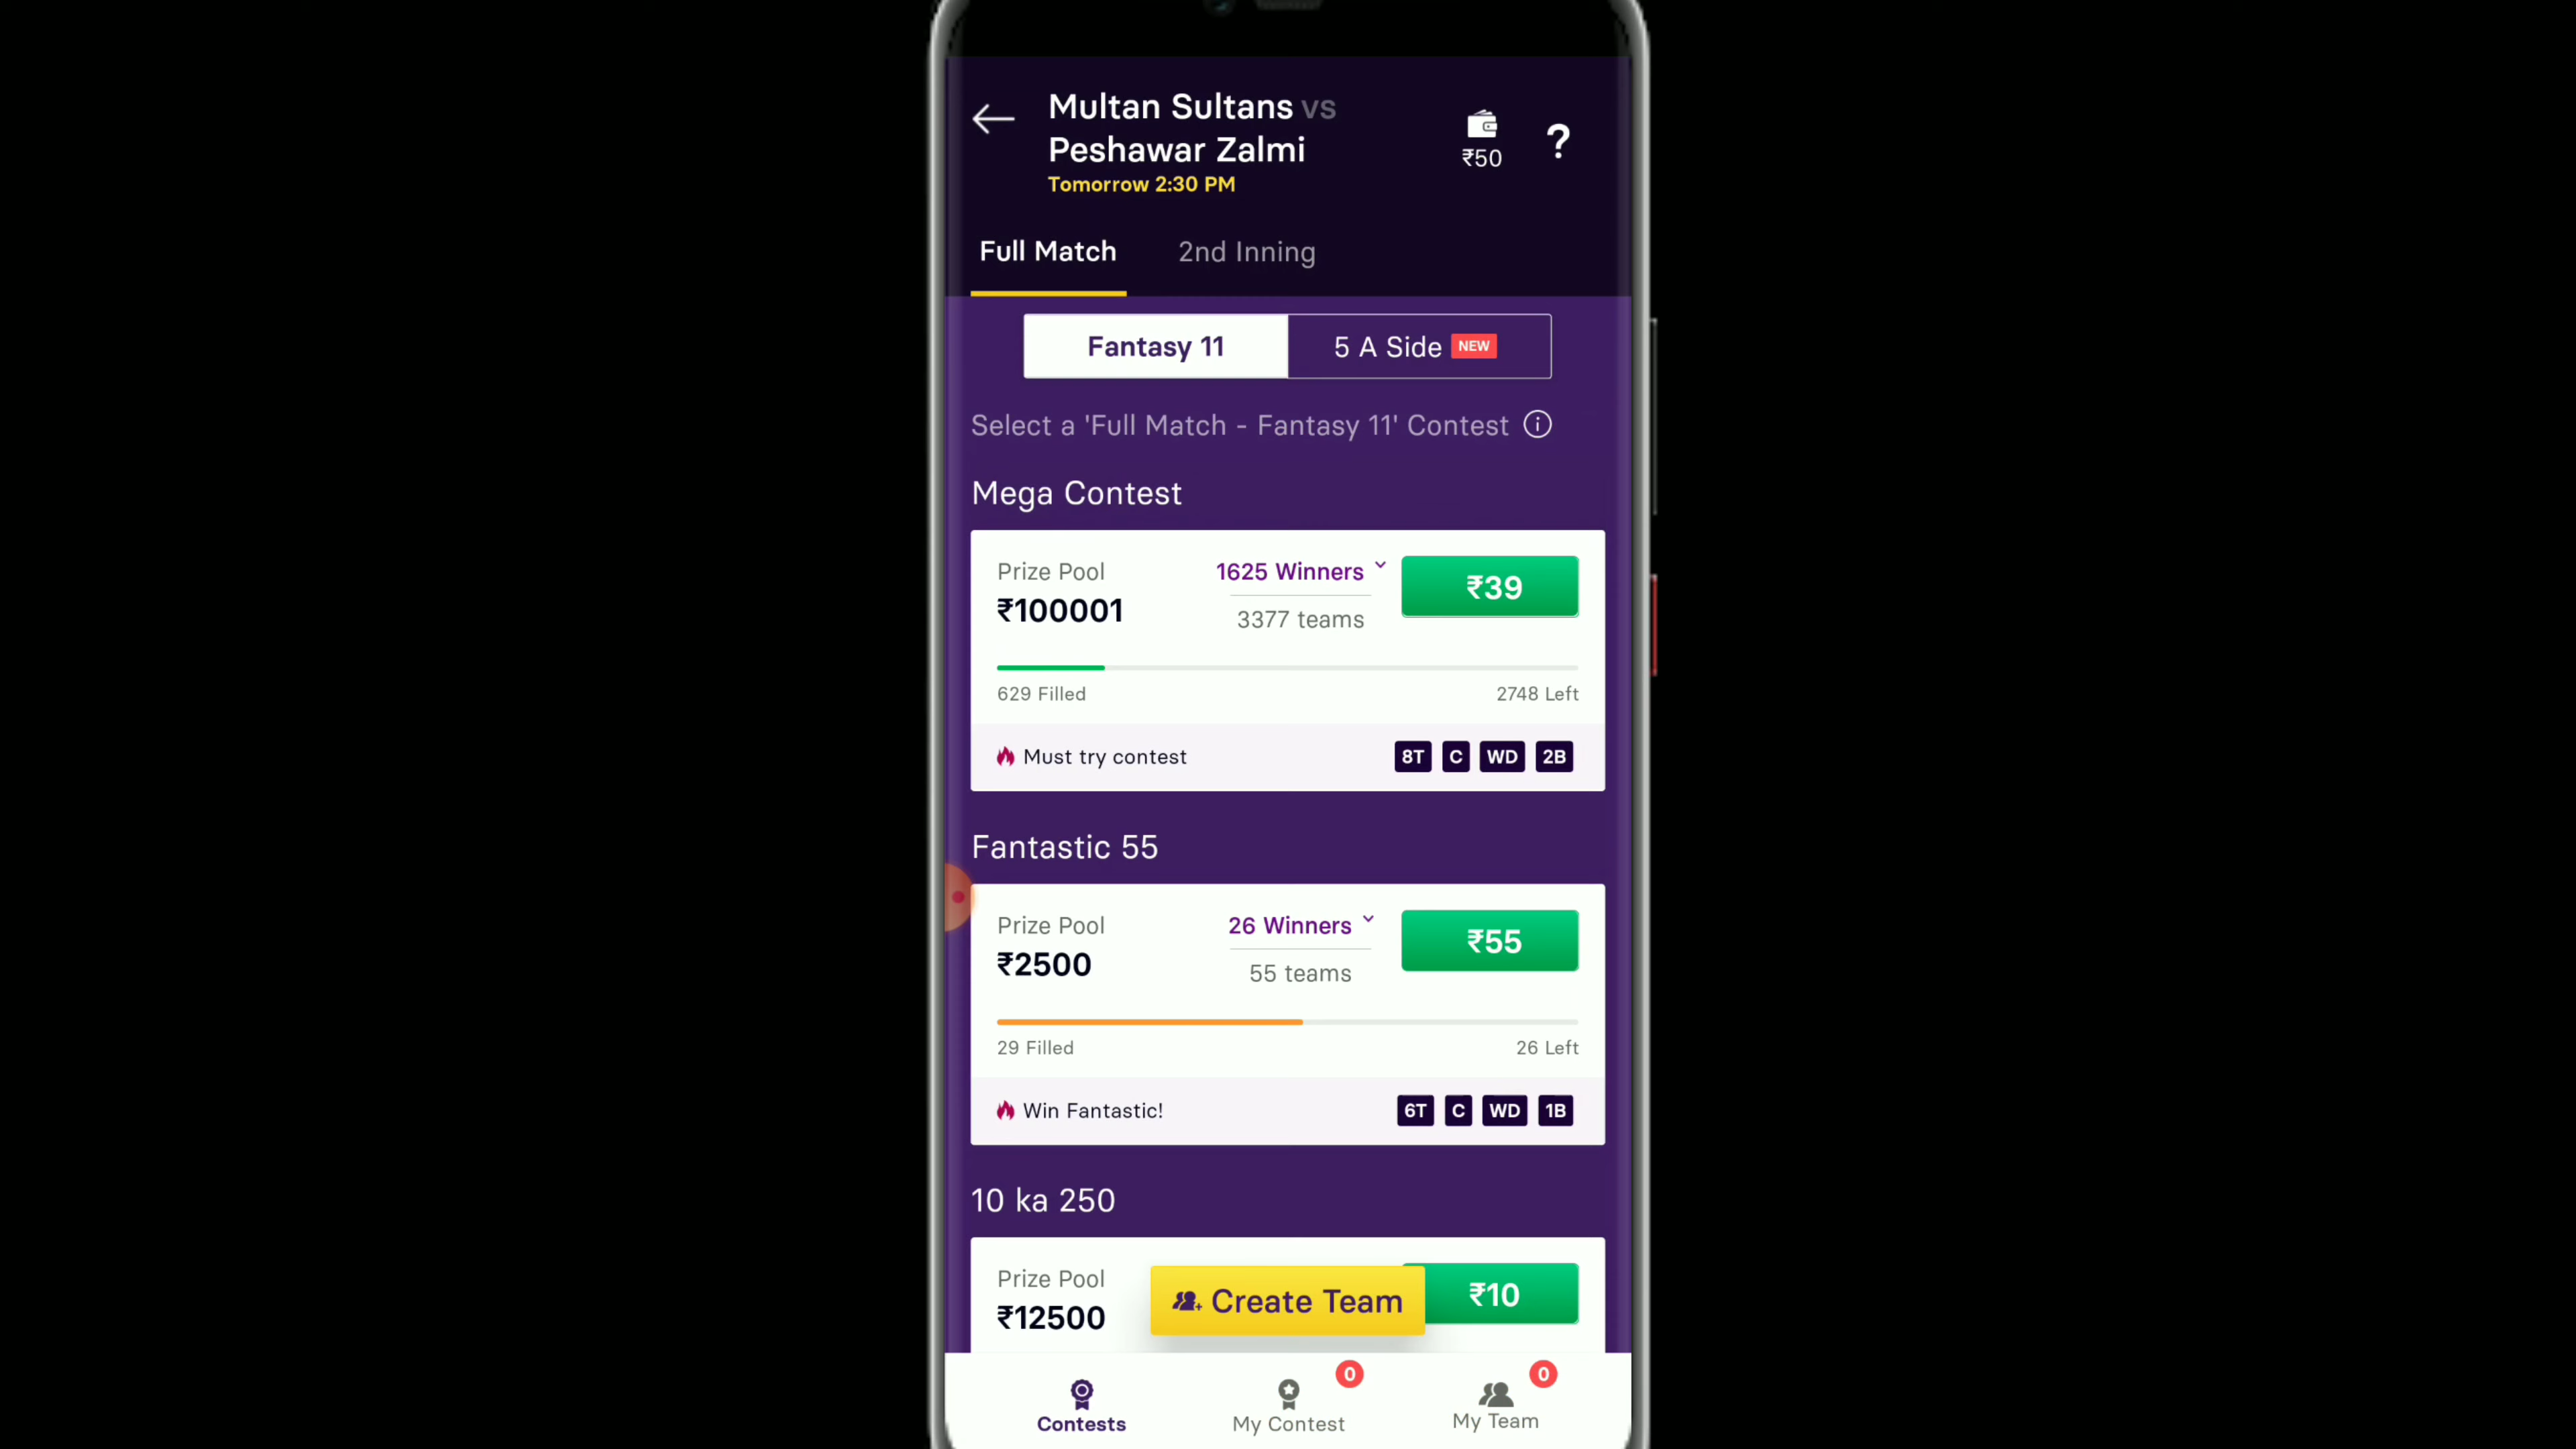 Multan Sultans vs
Peshawar Zalmi
Tomorrow 2:30 PM
₹50
?
Full Match
2nd Inning
Fantasy 11
5 A Side NEW
Select a 'Full Match - Fantasy 11' Contest i
Mega Contest
Prize Pool
1625 Winners
₹39
₹100001
3377 teams
629 Filled
2748 Left
Must try contest
8T C WD 2B
Fantastic 55
Prize Pool
26 Winners
₹55
₹2500
55 teams
29 Filled
26 Left
Win Fantastic!
6T C WD 1B
10 ka 250
Prize Pool
₹12500
Create Team
₹10
Contests
0
My Contest
0
My Team